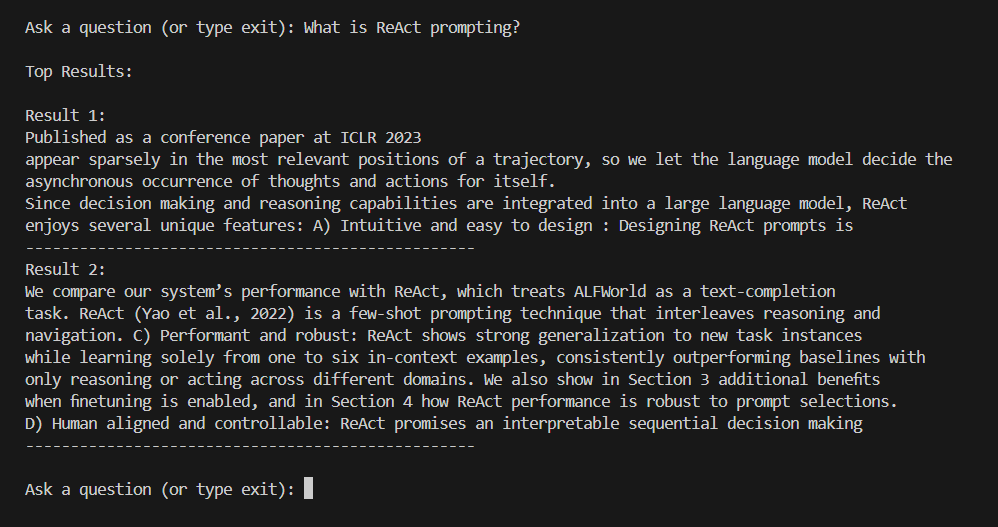 Ask a question (or type exit): What is ReAct prompting?
Top Results:
Result 1:
Published as a conference paper at ICLR 2023
appear sparsely in the most relevant positions of a trajectory, so we let the language model decide the
asynchronous occurrence of thoughts and actions for itself.
Since decision making and reasoning capabilities are integrated into a large language model, ReAct
enjoys several unique features: A) Intuitive and easy to design : Designing ReAct prompts is
--------------------------------------------------
Result 2:
We compare our system’s performance with ReAct, which treats ALFWorld as a text-completion
task. ReAct (Yao et al., 2022) is a few-shot prompting technique that interleaves reasoning and
navigation. C) Performant and robust: ReAct shows strong generalization to new task instances
while learning solely from one to six in-context examples, consistently outperforming baselines with
only reasoning or acting across different domains. We also show in Section 3 additional benefits
when finetuning is enabled, and in Section 4 how ReAct performance is robust to prompt selections.
D) Human aligned and controllable: ReAct promises an interpretable sequential decision making
--------------------------------------------------
Ask a question (or type exit):